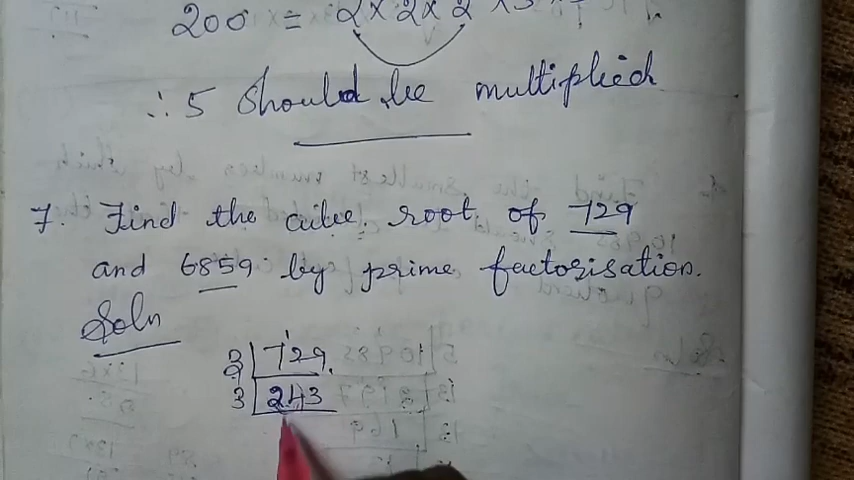 200 = 2 × 2 × 2 × 5
∴ 5 should be multiplied
7. Find the cube root of 729
and 6859 by prime factorisation.
Soln
3 | 729
3 | 243